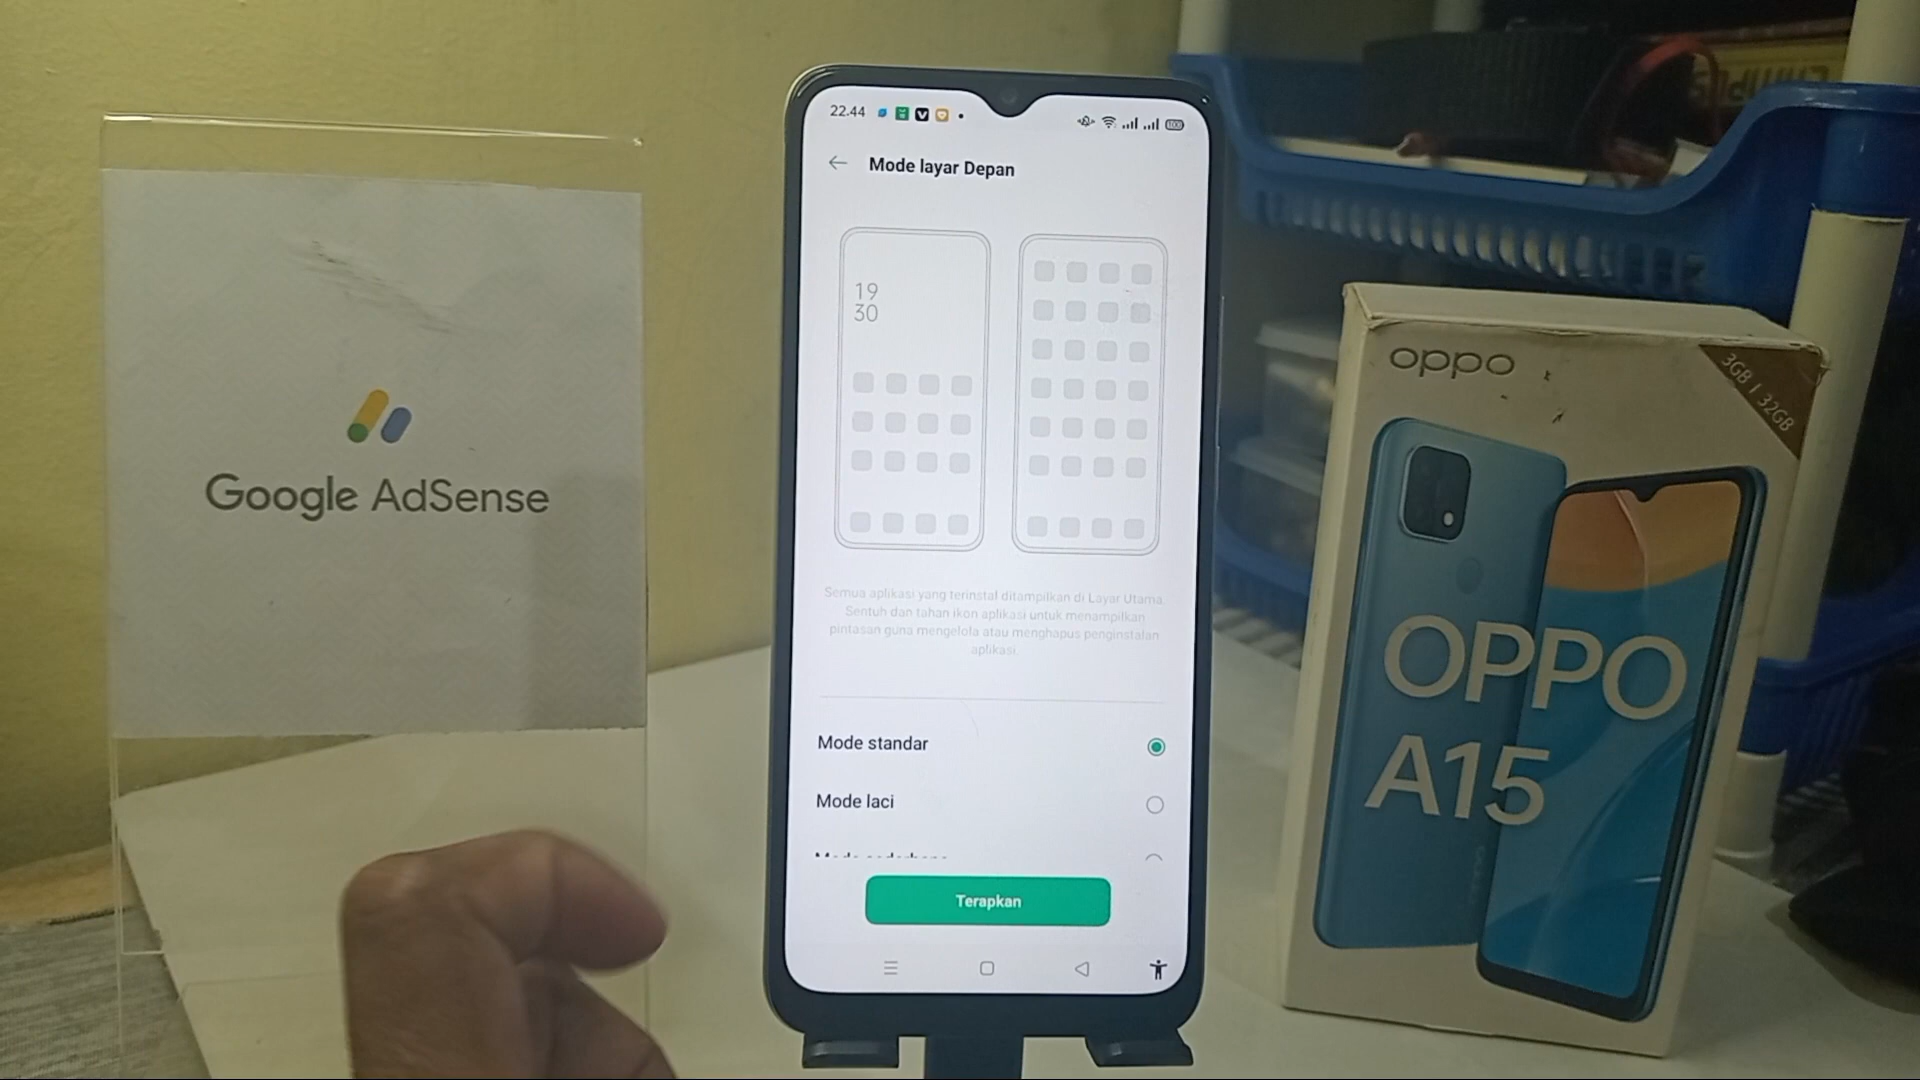 Google AdSense
22.44
100
Mode layar Depan
19
30
Semua aplikasi yang terinstal ditampilkan di Layar Utama.
Sentuh dan tahan ikon aplikasi untuk menampilkan
pintasan guna mengelola atau menghapus penginstalan
aplikasi.
Mode standar
Mode laci
Terapkan
oppo
3GB | 32GB
OPPO
A15